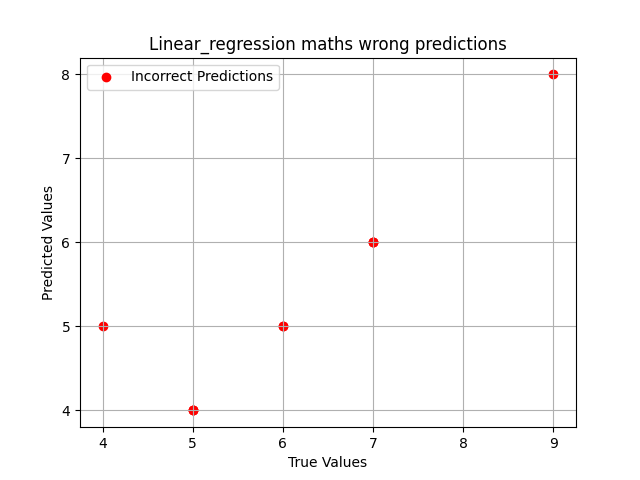 Linear_regression maths wrong predictions
Incorrect Predictions
8
7
6
5
4
Predicted Values
4 5 6 7 8 9
True Values